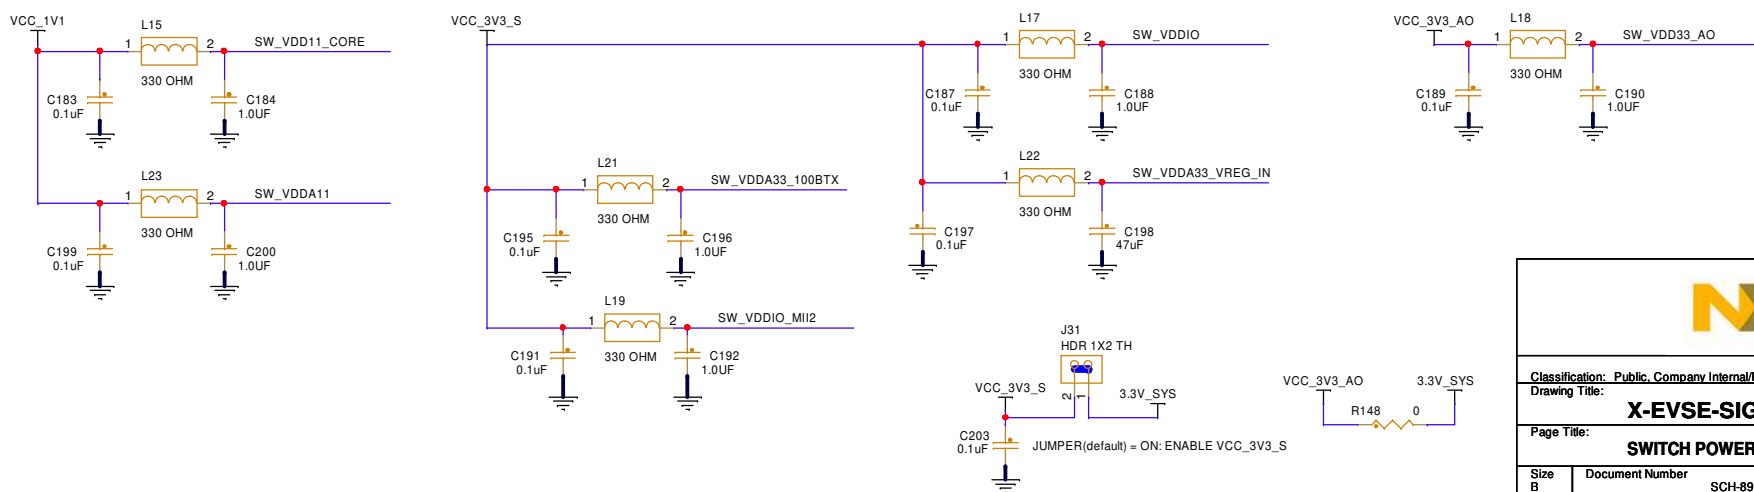 VCC_1V1
L15
1
2
SW_VDD11_CORE
330 OHM
C183
0.1uF
C184
1.0UF
L23
1
2
SW_VDDA11
330 OHM
C199
0.1uF
C200
1.0UF
VCC_3V3_S
L21
1
2
SW_VDDA33_100BTX
330 OHM
C195
0.1uF
C196
1.0UF
L19
1
2
SW_VDDIO_MII2
330 OHM
C191
0.1uF
C192
1.0UF
L17
1
2
SW_VDDIO
330 OHM
C187
0.1uF
C188
1.0UF
L22
1
2
SW_VDDA33_VREG_IN
330 OHM
C197
0.1uF
C198
47uF
VCC_3V3_AO
L18
1
2
SW_VDD33_AO
330 OHM
C189
0.1uF
C190
1.0UF
J31
HDR 1X2 TH
VCC_3V3_S
2
1
3.3V_SYS
C203
0.1uF
JUMPER(default) = ON: ENABLE VCC_3V3_S
VCC_3V3_AO
3.3V_SYS
R148
0
Classification: Public, Company Internal/
Drawing Title:
X-EVSE-SIG
Page Title:
SWITCH POWER
Size
B
Document Number
SCH-89